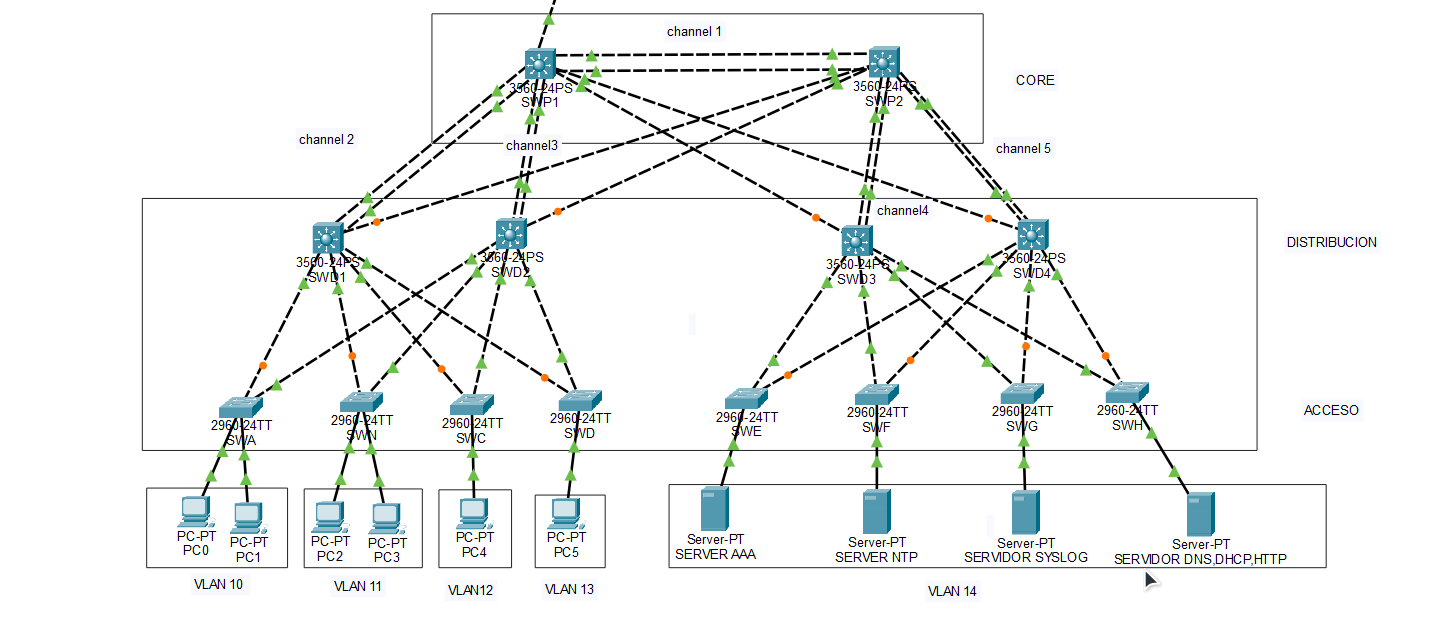 channel 1
3560-24PS
SWP1
3560-24PS
SWP2
CORE
channel 2
channel3
channel 5
channel4
3560-24PS
SWD1
3560-24PS
SWD2
3560-24PS
SWD3
3560-24PS
SWD4
DISTRIBUCION
2960-24TT
SWA
2960-24TT
SWN
2960-24TT
SWC
2960-24TT
SWD
2960-24TT
SWE
2960-24TT
SWF
2960-24TT
SWG
2960-24TT
SWH
ACCESO
PC-PT
PC0
PC-PT
PC1
PC-PT
PC2
PC-PT
PC3
PC-PT
PC4
PC-PT
PC5
Server-PT
SERVER AAA
Server-PT
SERVER NTP
Server-PT
SERVIDOR SYSLOG
Server-PT
SERVIDOR DNS,DHCP,HTTP
VLAN 10
VLAN 11
VLAN12
VLAN 13
VLAN 14